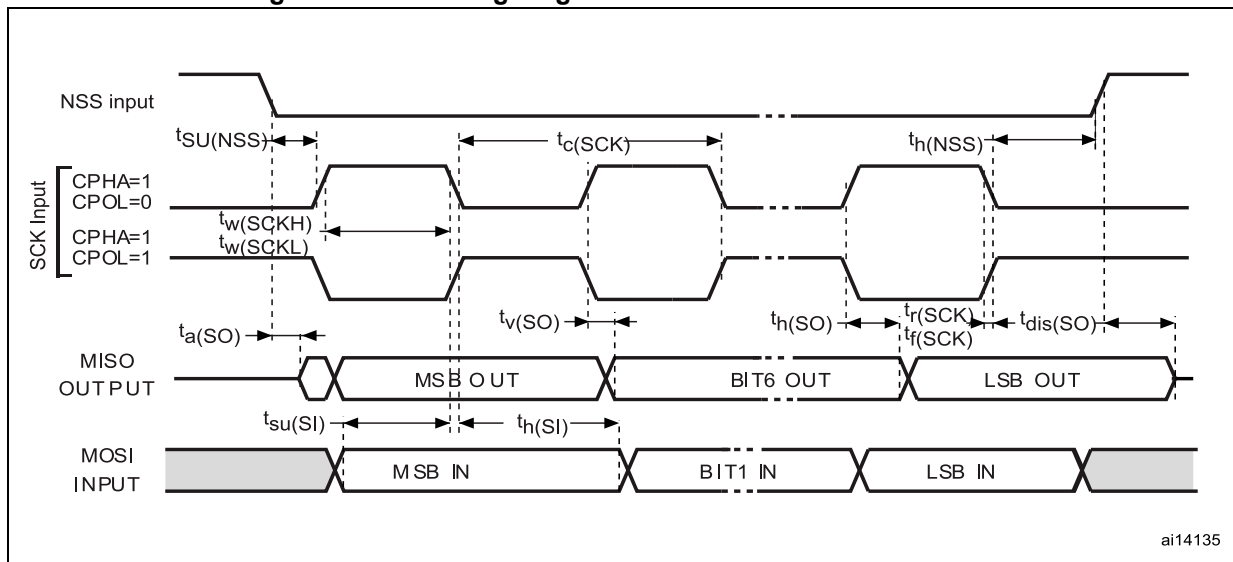 NSS input
tSU(NSS)
tc(SCK)
th(NSS)
SCK Input
CPHA=1
CPOL=0
tw(SCKH)
tw(SCKL)
CPHA=1
CPOL=1
ta(SO)
tv(SO)
th(SO)
tr(SCK)
tf(SCK)
tdis(SO)
MISO
OUTPUT
MSB OUT
BIT6 OUT
LSB OUT
tsu(SI)
th(SI)
MOSI
INPUT
MSB IN
BIT1 IN
LSB IN
ai14135